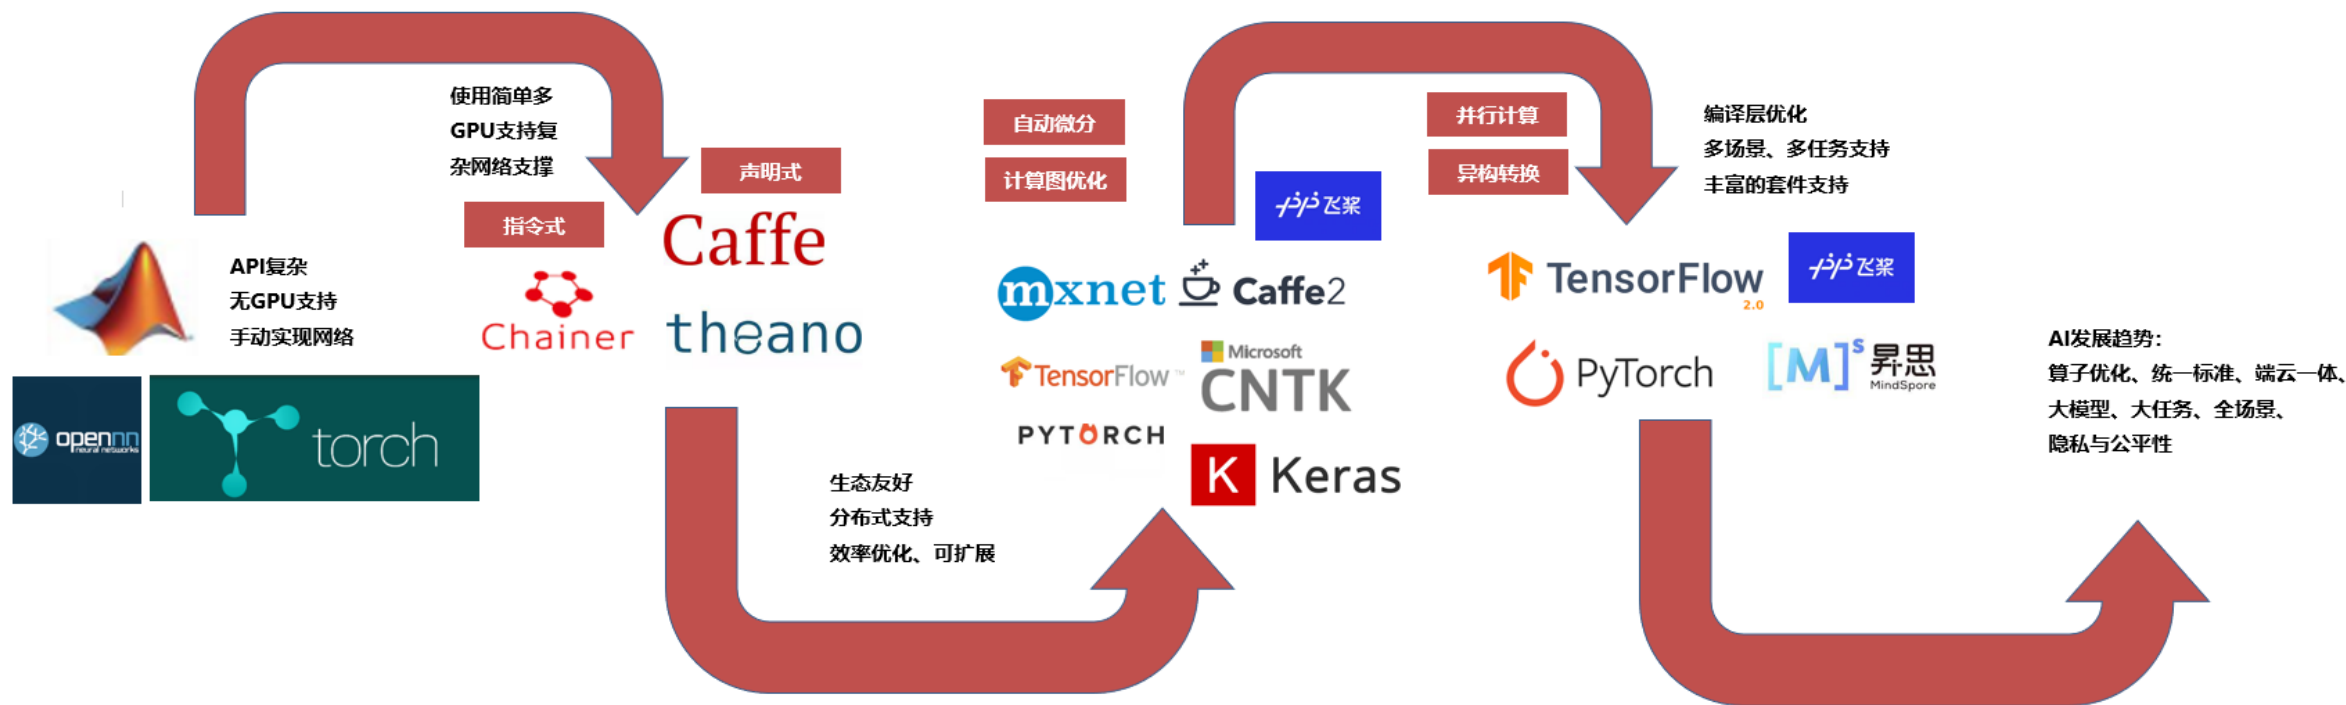 API复杂
无GPU支持
手动实现网络
opennn
neural networks
torch
使用简单多
GPU支持复
杂网络支撑
指令式
声明式
Chainer
Caffe
theano
生态友好
分布式支持
效率优化、可扩展
自动微分
计算图优化
飞桨
mxnet
Caffe2
TensorFlow™
Microsoft
CNTK
PYTORCH
K Keras
并行计算
异构转换
编译层优化
多场景、多任务支持
丰富的套件支持
TensorFlow
2.0
飞桨
PyTorch
[M]s 昇思
MindSpore
AI发展趋势：
算子优化、统一标准、端云一体、
大模型、大任务、全场景、
隐私与公平性